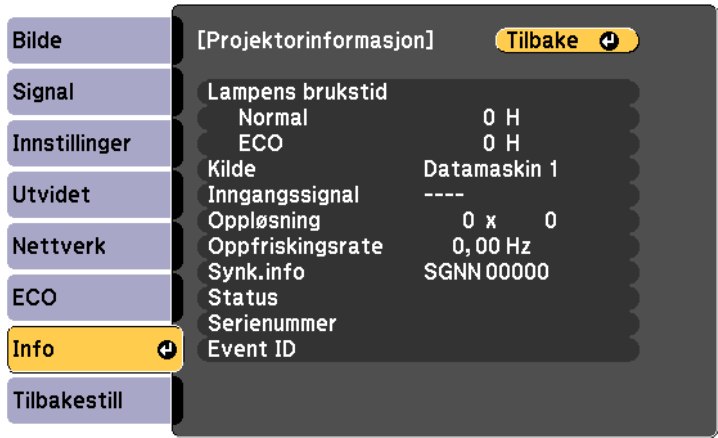 Bilde
Signal
Innstillinger
Utvidet
Nettverk
ECO
Info
Tilbakestill
[Projektorinformasjon] Tilbake
Lampens brukstid
Normal 0 H
ECO 0 H
Kilde Datamaskin 1
Inngangssignal ----
Oppløsning 0 x 0
Oppfriskingsrate 0,00 Hz
Synk.info SGNN 00000
Status
Serienummer
Event ID